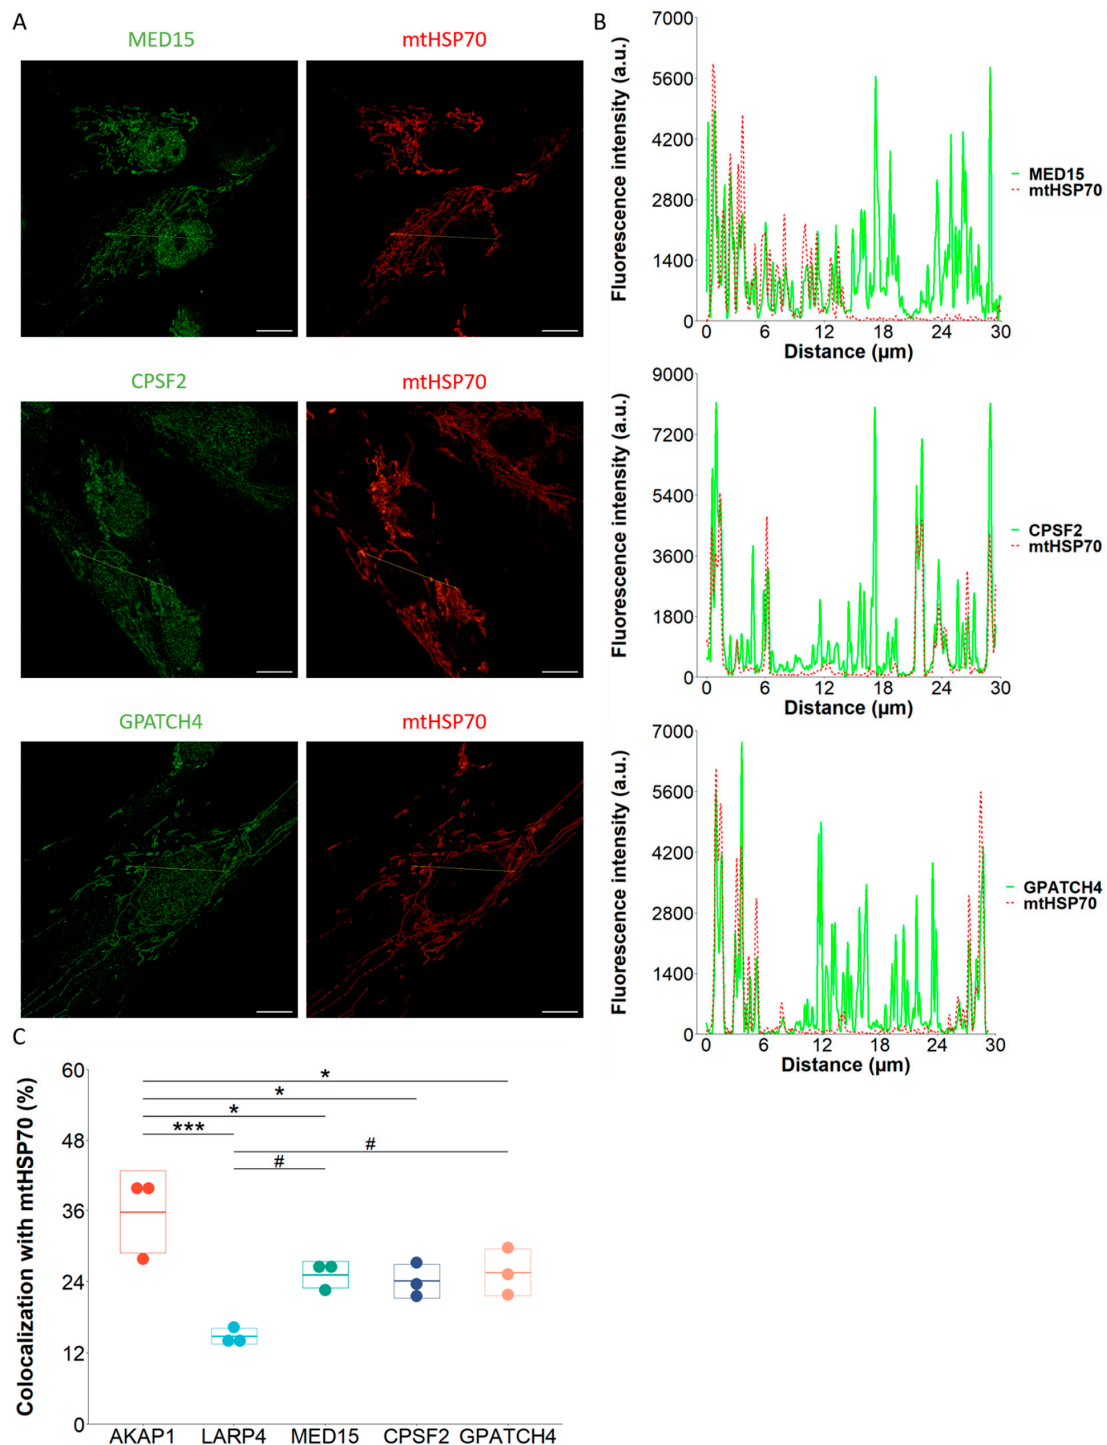 A
MED15 mtHSP70
CPSF2 mtHSP70
GPATCH4 mtHSP70
B
Fluorescence intensity (a.u.)
7000
5600
4200
2800
1400
0
0 6 12 18 24 30
Distance (µm)
MED15
mtHSP70
Fluorescence intensity (a.u.)
9000
7200
5400
3600
1800
0
0 6 12 18 24 30
Distance (µm)
CPSF2
mtHSP70
Fluorescence intensity (a.u.)
7000
5600
4200
2800
1400
0
0 6 12 18 24 30
Distance (µm)
GPATCH4
mtHSP70
C
Colocalization with mtHSP70 (%)
60
48
36
24
12
0
*
*
*
***
#
#
AKAP1 LARP4 MED15 CPSF2 GPATCH4